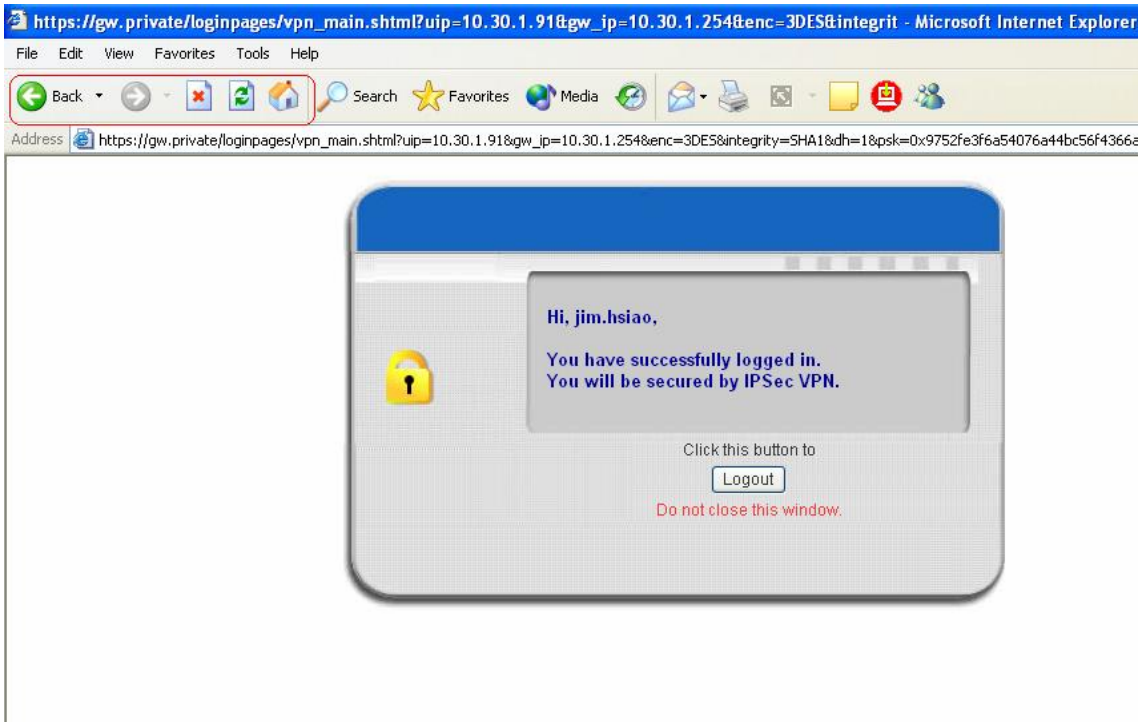 https://gw.private/loginpages/vpn_main.shtml?uip=10.30.1.91&gw_ip=10.30.1.254&enc=3DES&integrit - Microsoft Internet Explorer
File Edit View Favorites Tools Help
Back Search Favorites Media
Address https://gw.private/loginpages/vpn_main.shtml?uip=10.30.1.91&gw_ip=10.30.1.254&enc=3DES&integrity=SHA1&dh=1&psk=0x9752fe3f6a54076a44bc56f4366a
Hi, jim.hsiao,
You have successfully logged in.
You will be secured by IPSec VPN.
Click this button to
Logout
Do not close this window.